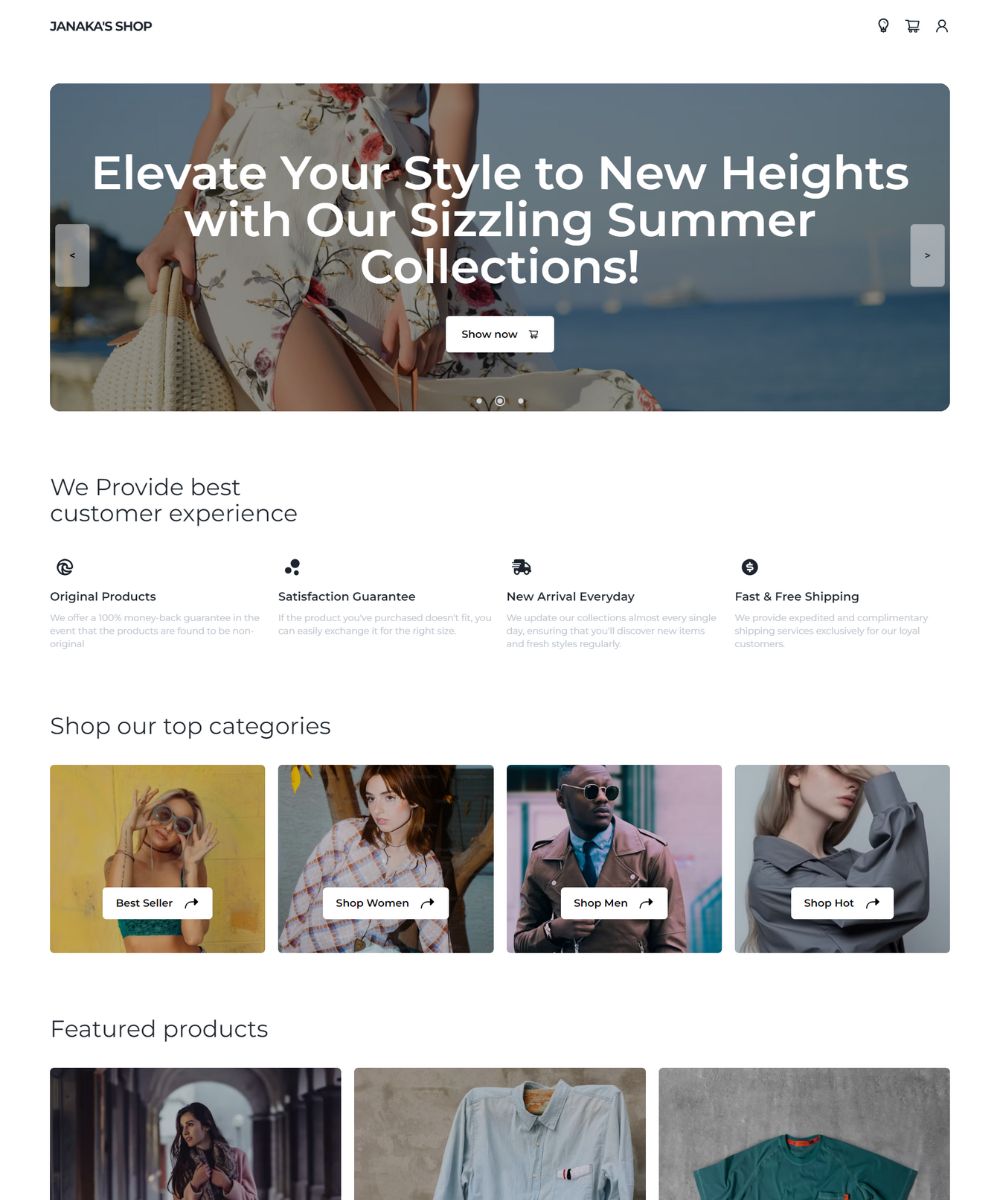 JANAKA'S SHOP
Elevate Your Style to New Heights
with Our Sizzling Summer
Collections!
<
>
Show now
We Provide best
customer experience
Original Products
We offer a 100% money-back guarantee in the
event that the products are found to be non-
original.
Satisfaction Guarantee
If the product you've purchased doesn't fit, you
can easily exchange it for the right size.
New Arrival Everyday
We update our collections almost every single
day, ensuring that you'll discover new items
and fresh styles regularly.
Fast & Free Shipping
We provide expedited and complimentary
shipping services exclusively for our loyal
customers.
Shop our top categories
Best Seller
Shop Women
Shop Men
Shop Hot
Featured products